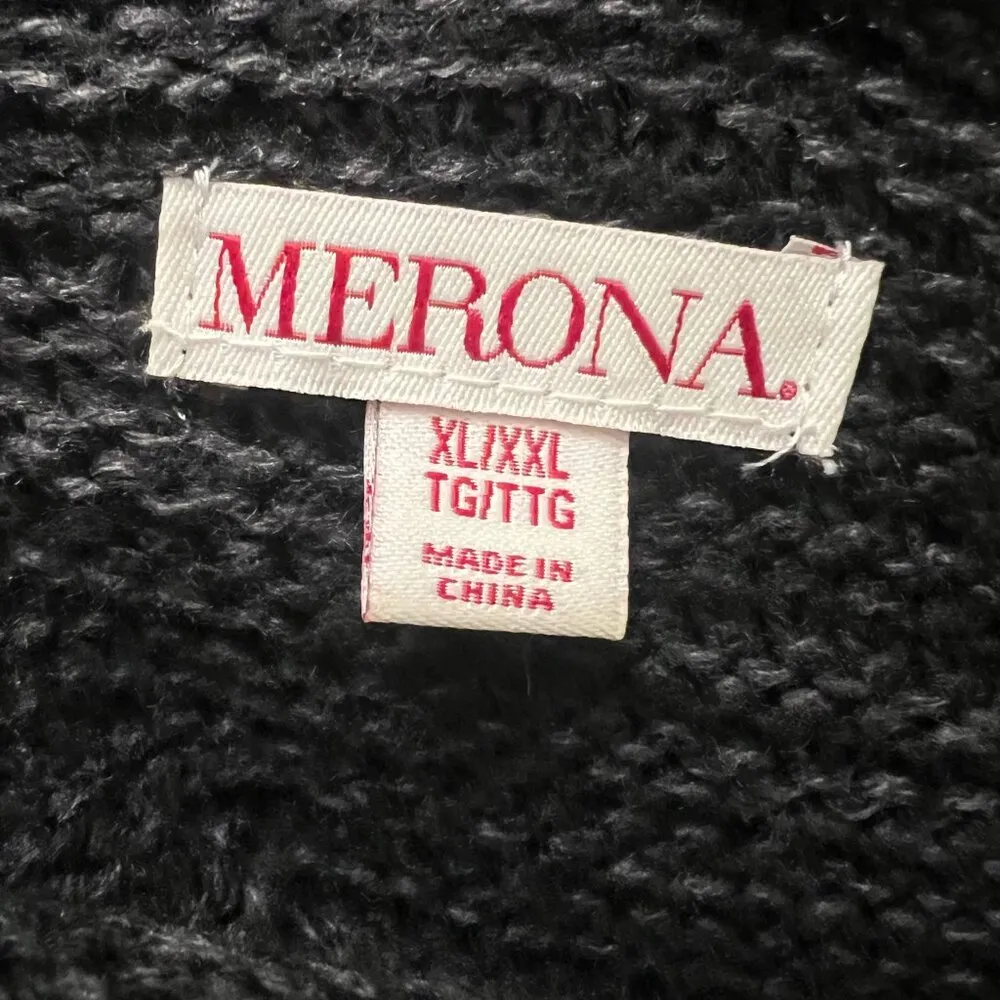 MERONA®
XL/XXL
TG/TTG
MADE IN
CHINA